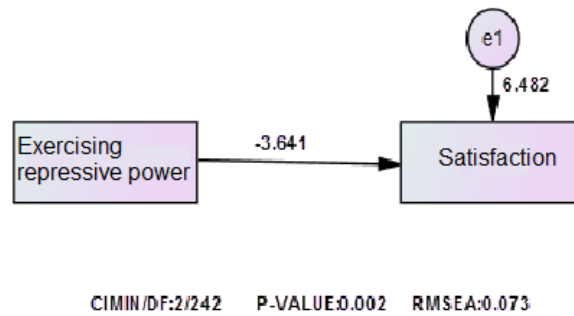 e1
6.482
Exercising
repressive power
-3.641
Satisfaction
CIMIN/DF:2/242 P-VALUE:0.002 RMSEA:0.073